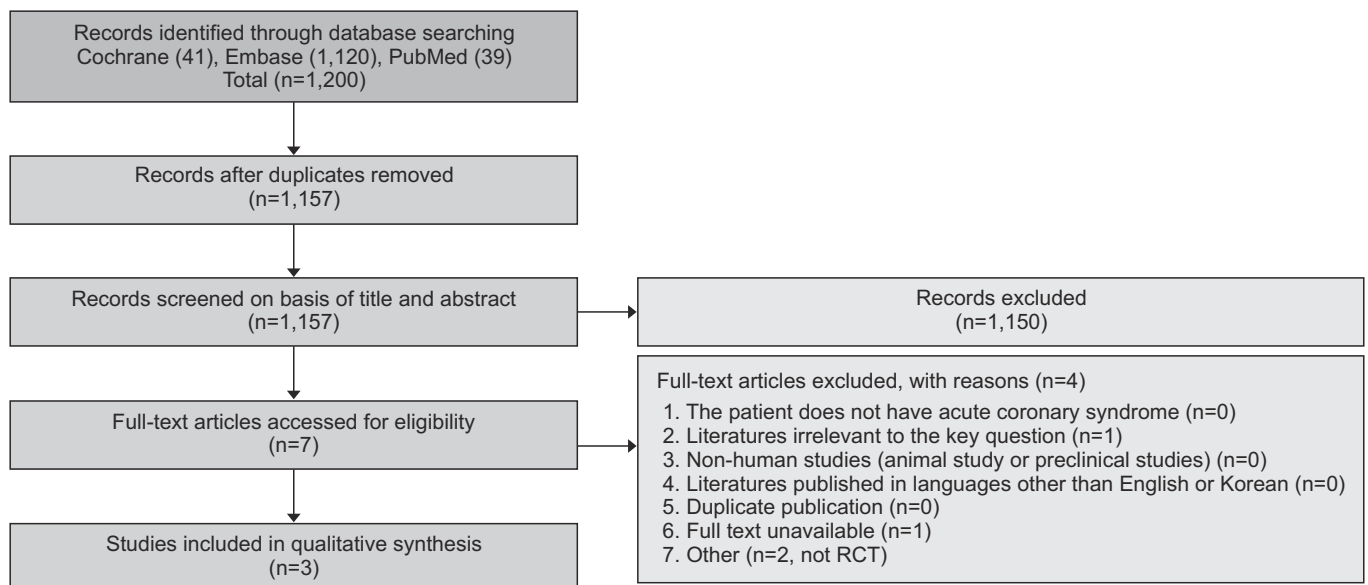 Records identified through database searching
Cochrane (41), Embase (1,120), PubMed (39)
Total (n=1,200)
Records after duplicates removed
(n=1,157)
Records screened on basis of title and abstract
(n=1,157)
Records excluded
(n=1,150)
Full-text articles accessed for eligibility
(n=7)
Full-text articles excluded, with reasons (n=4)
1. The patient does not have acute coronary syndrome (n=0)
2. Literatures irrelevant to the key question (n=1)
3. Non-human studies (animal study or preclinical studies) (n=0)
4. Literatures published in languages other than English or Korean (n=0)
5. Duplicate publication (n=0)
6. Full text unavailable (n=1)
7. Other (n=2, not RCT)
Studies included in qualitative synthesis
(n=3)